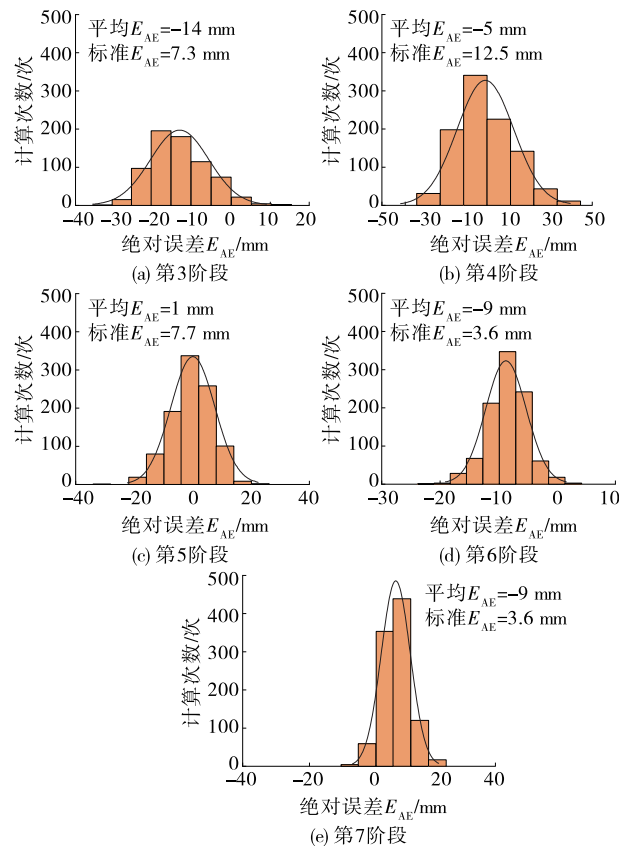 500
400
300
200
100
0
平均E_AE=−14 mm
标准E_AE=7.3 mm
计算次数/次
−40 −20 0 20
绝对误差E_AE/mm
(a) 第3阶段
500
400
300
200
100
0
平均E_AE=−5 mm
标准E_AE=12.5 mm
计算次数/次
−50 −30 −10 10 30 50
绝对误差E_AE/mm
(b) 第4阶段
500
400
300
200
100
0
平均E_AE=1 mm
标准E_AE=7.7 mm
计算次数/次
−40 −20 0 20 40
绝对误差E_AE/mm
(c) 第5阶段
500
400
300
200
100
0
平均E_AE=−9 mm
标准E_AE=3.6 mm
计算次数/次
−30 −20 −10 0 10
绝对误差E_AE/mm
(d) 第6阶段
500
400
300
200
100
0
平均E_AE=−9 mm
标准E_AE=3.6 mm
计算次数/次
−40 −20 0 20 40
绝对误差E_AE/mm
(e) 第7阶段